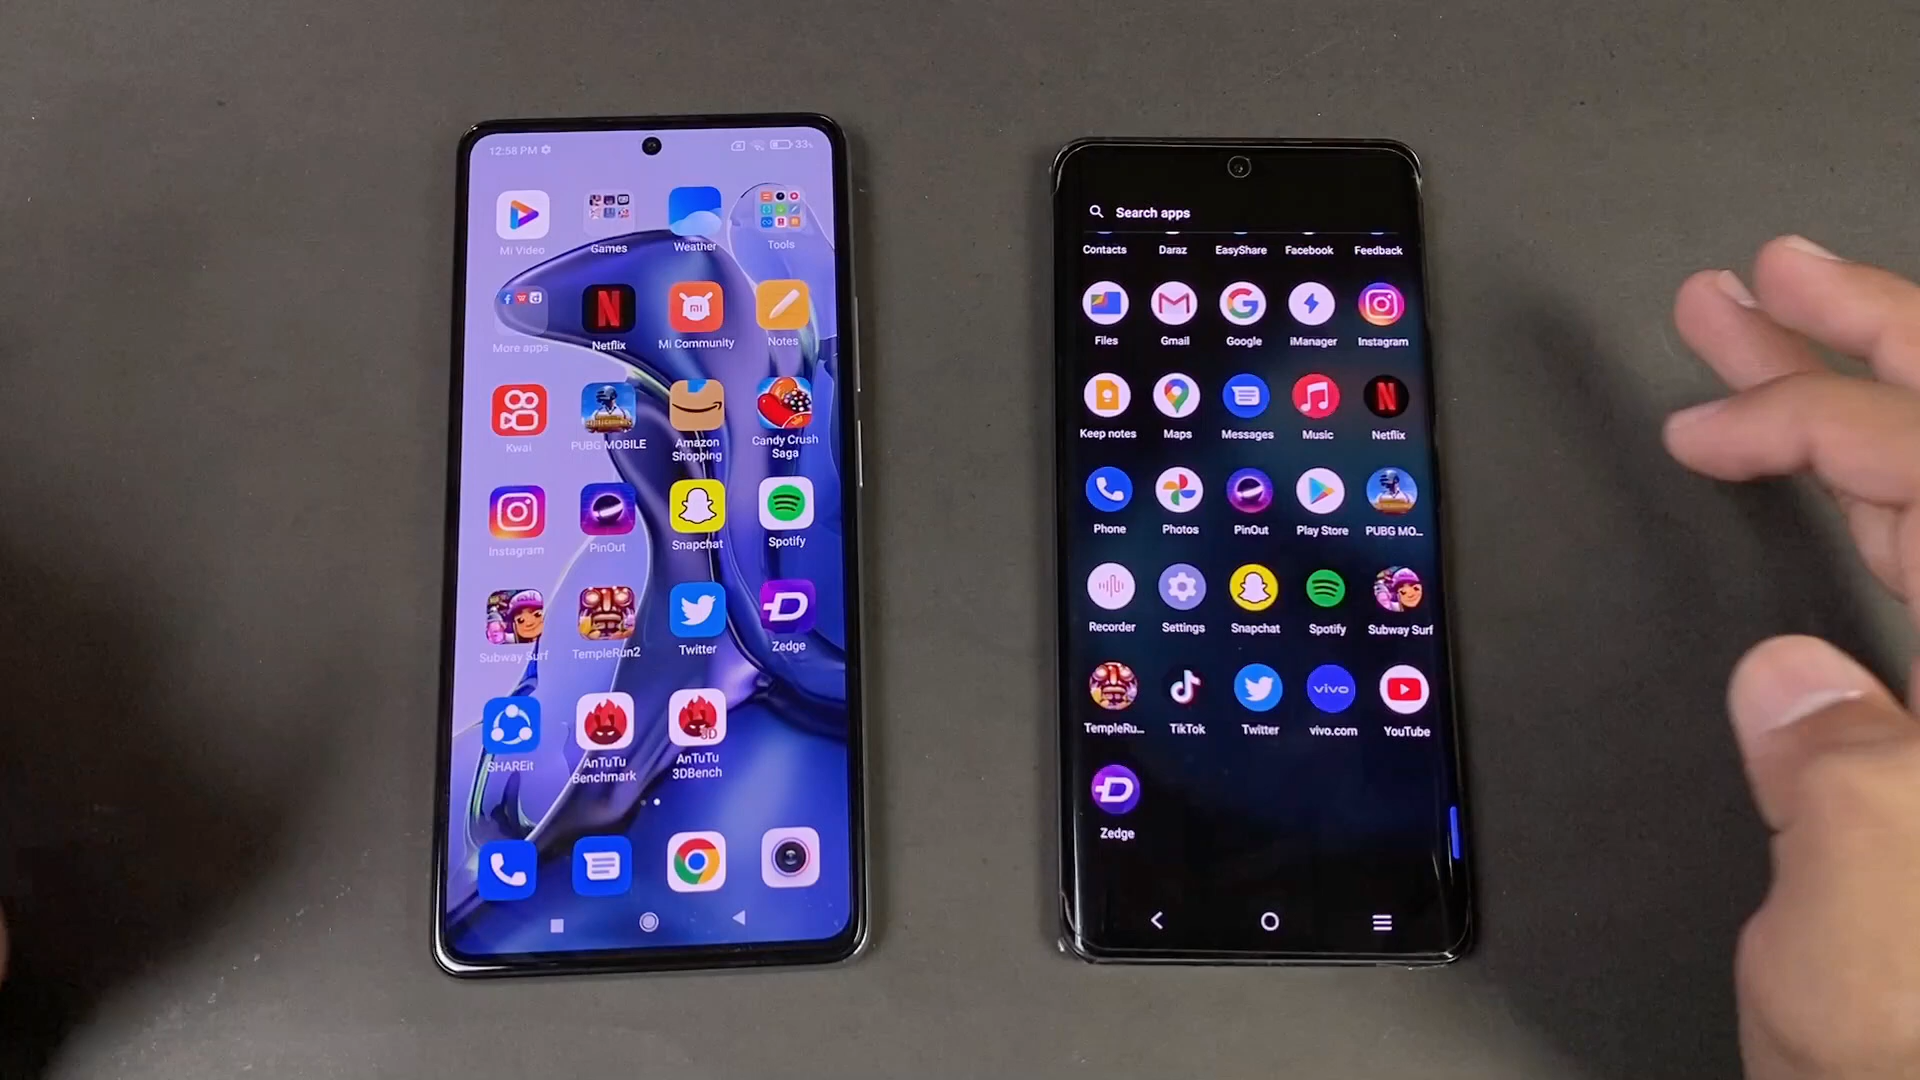 12:58 PM
33%
Mi Video
Games
Weather
Tools
More apps
Netflix
Mi Community
Notes
Kwai
PUBG MOBILE
Amazon
Shopping
Candy Crush
Saga
Instagram
PinOut
Snapchat
Spotify
Subway Surf
TempleRun2
Twitter
Zedge
SHAREit
AnTuTu
Benchmark
3D
AnTuTu
3DBench
Search apps
Contacts
Daraz
EasyShare
Facebook
Feedback
Files
Gmail
Google
iManager
Instagram
Keep notes
Maps
Messages
Music
Netflix
Phone
Photos
PinOut
Play Store
PUBG MO...
Recorder
Settings
Snapchat
Spotify
Subway Surf
vivo
TempleRu...
TikTok
Twitter
vivo.com
YouTube
Zedge